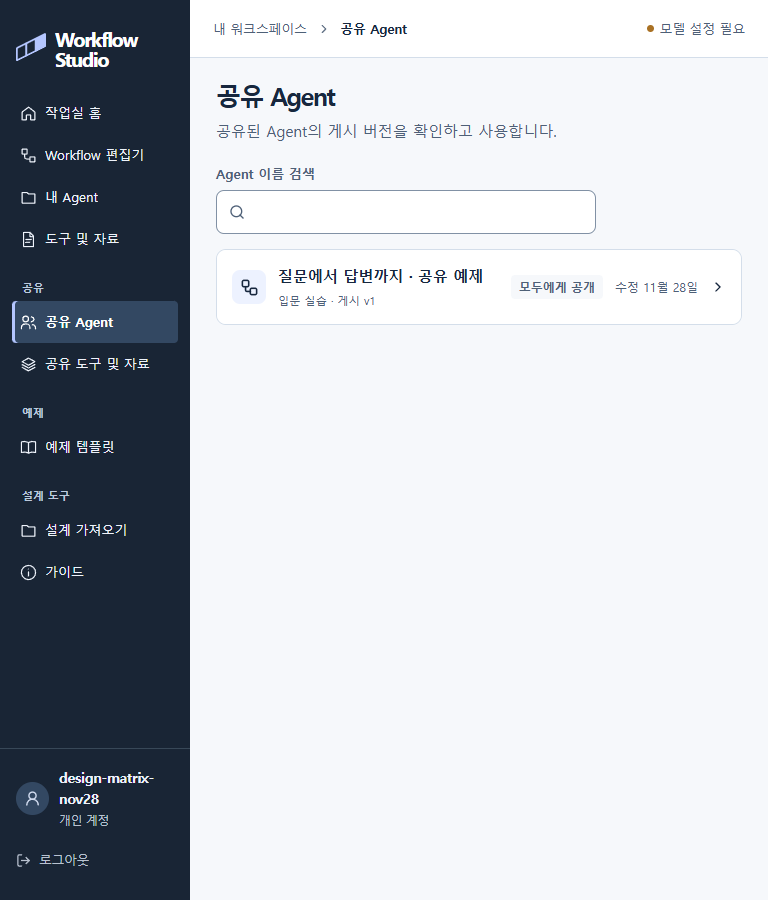 Workflow
Studio
작업실 홈
Workflow 편집기
내 Agent
도구 및 자료
공유
공유 Agent
공유 도구 및 자료
예제
예제 템플릿
설계 도구
설계 가져오기
가이드
design-matrix-
nov28
개인 계정
로그아웃
내 워크스페이스 > 공유 Agent
모델 설정 필요
공유 Agent
공유된 Agent의 게시 버전을 확인하고 사용합니다.
Agent 이름 검색
질문에서 답변까지 · 공유 예제
입문 실습 · 게시 v1
모두에게 공개
수정 11월 28일